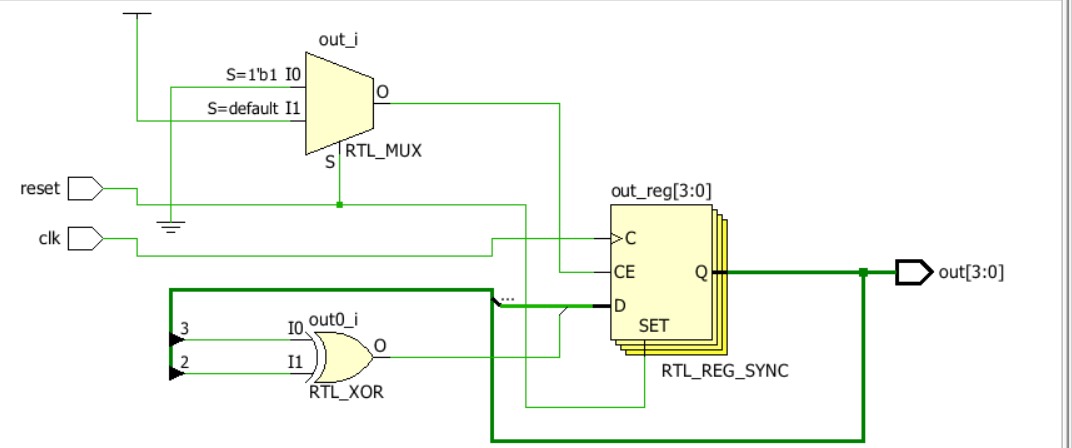 out_i
S=1'b1 I0
O
S=default I1
S
RTL_MUX
reset
out_reg[3:0]
clk
C
CE
Q
out[3:0]
...
D
out0_i
3
I0
SET
O
2
I1
RTL_REG_SYNC
RTL_XOR